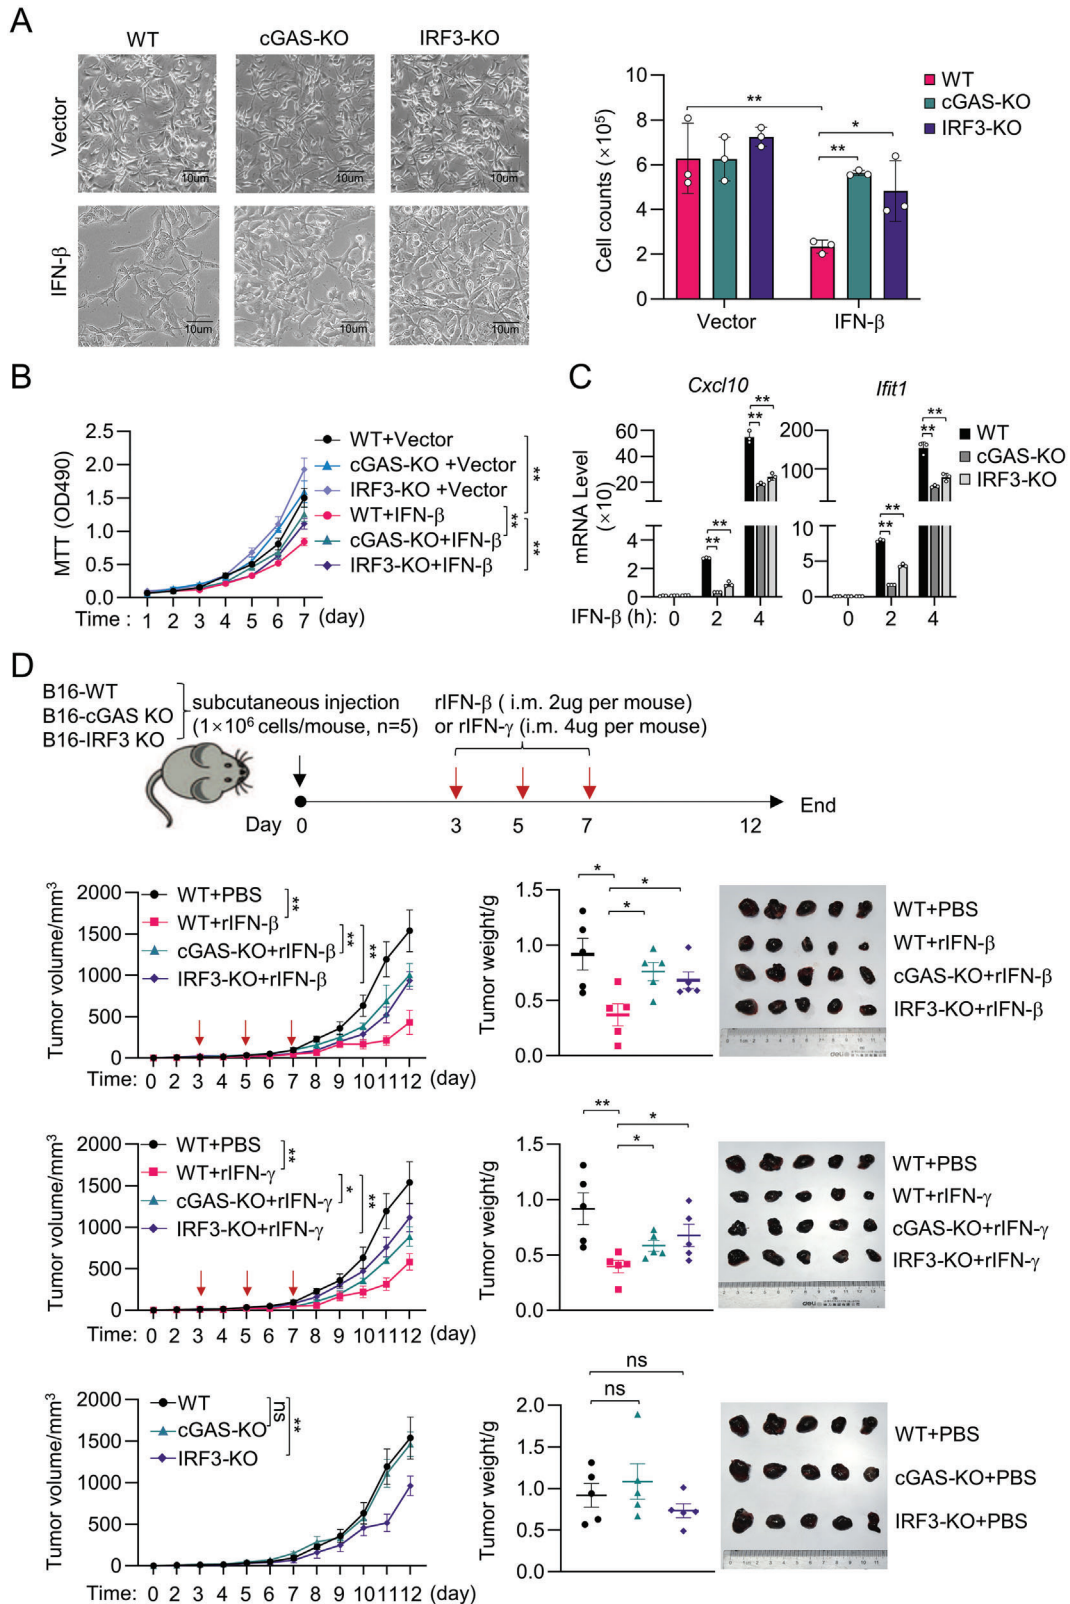 A
WT
cGAS-KO
IRF3-KO
Vector
10um
10um
10um
IFN-β
10um
10um
10um
Cell counts (×10⁵)
10
8
6
4
2
0
**
*
**
WT
cGAS-KO
IRF3-KO
Vector
IFN-β
B
MTT (OD490)
2.5
2.0
1.5
1.0
0.5
0.0
WT+Vector
cGAS-KO +Vector
IRF3-KO +Vector
WT+IFN-β
cGAS-KO+IFN-β
IRF3-KO+IFN-β
**
**
**
Time : 1 2 3 4 5 6 7 (day)
C
Cxcl10
Ifit1
mRNA Level
(×10)
60
40
20
4
2
0
**
**
**
**
200
100
10
5
0
**
**
**
**
WT
cGAS-KO
IRF3-KO
IFN-β (h): 0 2 4
0 2 4
D
B16-WT
B16-cGAS KO
B16-IRF3 KO
subcutaneous injection
(1×10⁶ cells/mouse, n=5)
rIFN-β ( i.m. 2ug per mouse)
or rIFN-γ (i.m. 4ug per mouse)
End
Day 0 3 5 7 12
Tumor volume/mm³
2000
1500
1000
500
0
WT+PBS
WT+rIFN-β
cGAS-KO+rIFN-β
IRF3-KO+rIFN-β
**
**
**
Time: 0 2 3 4 5 6 7 8 9 10 11 12 (day)
Tumor weight/g
1.5
1.0
0.5
0.0
*
*
*
WT+PBS
WT+rIFN-β
cGAS-KO+rIFN-β
IRF3-KO+rIFN-β
Tumor volume/mm³
2000
1500
1000
500
0
WT+PBS
WT+rIFN-γ
cGAS-KO+rIFN-γ
IRF3-KO+rIFN-γ
**
*
**
Time: 0 2 3 4 5 6 7 8 9 10 11 12 (day)
Tumor weight/g
1.5
1.0
0.5
0.0
**
*
*
WT+PBS
WT+rIFN-γ
cGAS-KO+rIFN-γ
IRF3-KO+rIFN-γ
deli
Tumor volume/mm³
2000
1500
1000
500
0
WT
cGAS-KO
IRF3-KO
ns
**
Time: 0 2 3 4 5 6 7 8 9 10 11 12 (day)
Tumor weight/g
2.0
1.5
1.0
0.5
0.0
ns
ns
WT+PBS
cGAS-KO+PBS
IRF3-KO+PBS